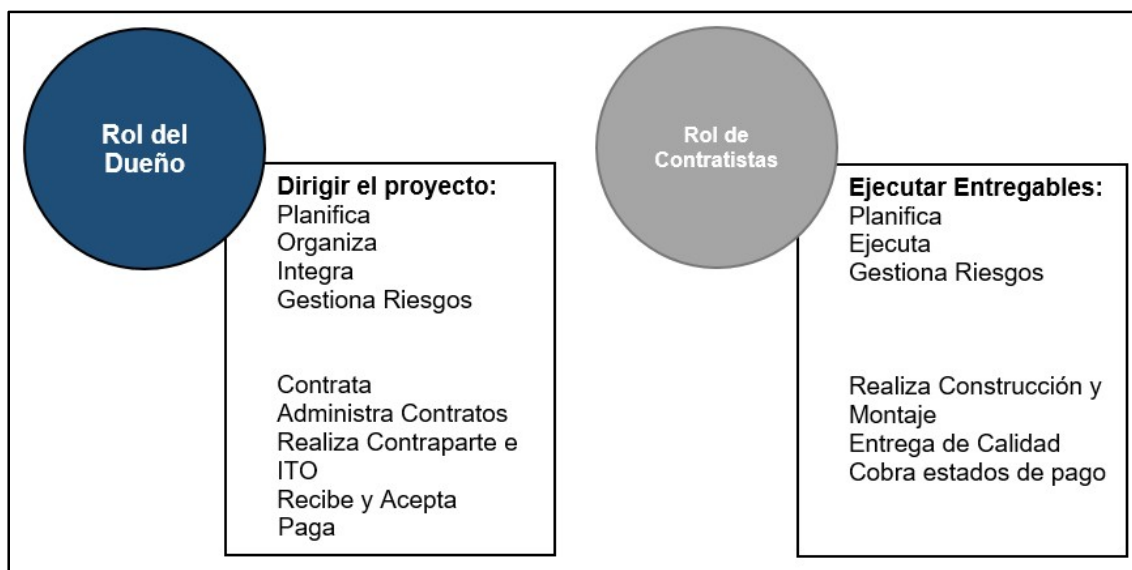 Rol del
Dueño
Dirigir el proyecto:
Planifica
Organiza
Integra
Gestiona Riesgos
Contrata
Administra Contratos
Realiza Contraparte e
ITO
Recibe y Acepta
Paga
Rol de
Contratistas
Ejecutar Entregables:
Planifica
Ejecuta
Gestiona Riesgos
Realiza Construcción y
Montaje
Entrega de Calidad
Cobra estados de pago